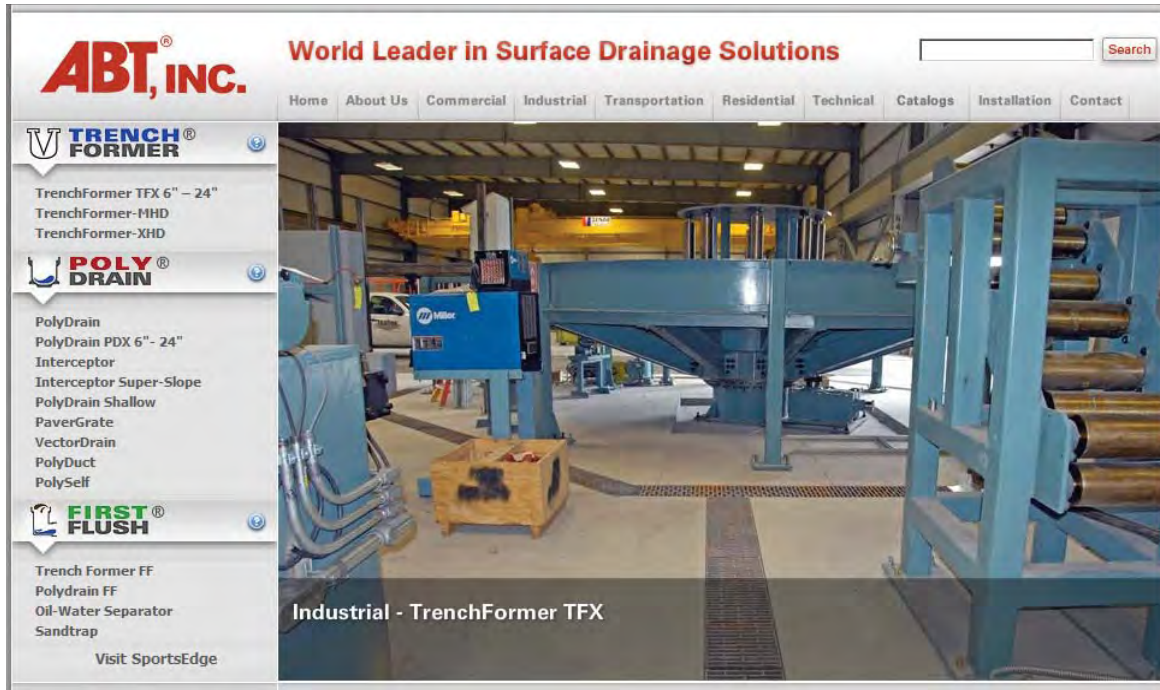 ABT®, INC.
World Leader in Surface Drainage Solutions
Search
Home About Us Commercial Industrial Transportation Residential Technical Catalogs Installation Contact
TRENCH®
FORMER
TrenchFormer TFX 6" – 24"
TrenchFormer-MHD
TrenchFormer-XHD
POLY®
DRAIN
PolyDrain
PolyDrain PDX 6"- 24"
Interceptor
Interceptor Super-Slope
PolyDrain Shallow
PaverGrate
VectorDrain
PolyDuct
PolySelf
FIRST®
FLUSH
Trench Former FF
Polydrain FF
Oil-Water Separator
Sandtrap
Visit SportsEdge
Miller
Industrial - TrenchFormer TFX